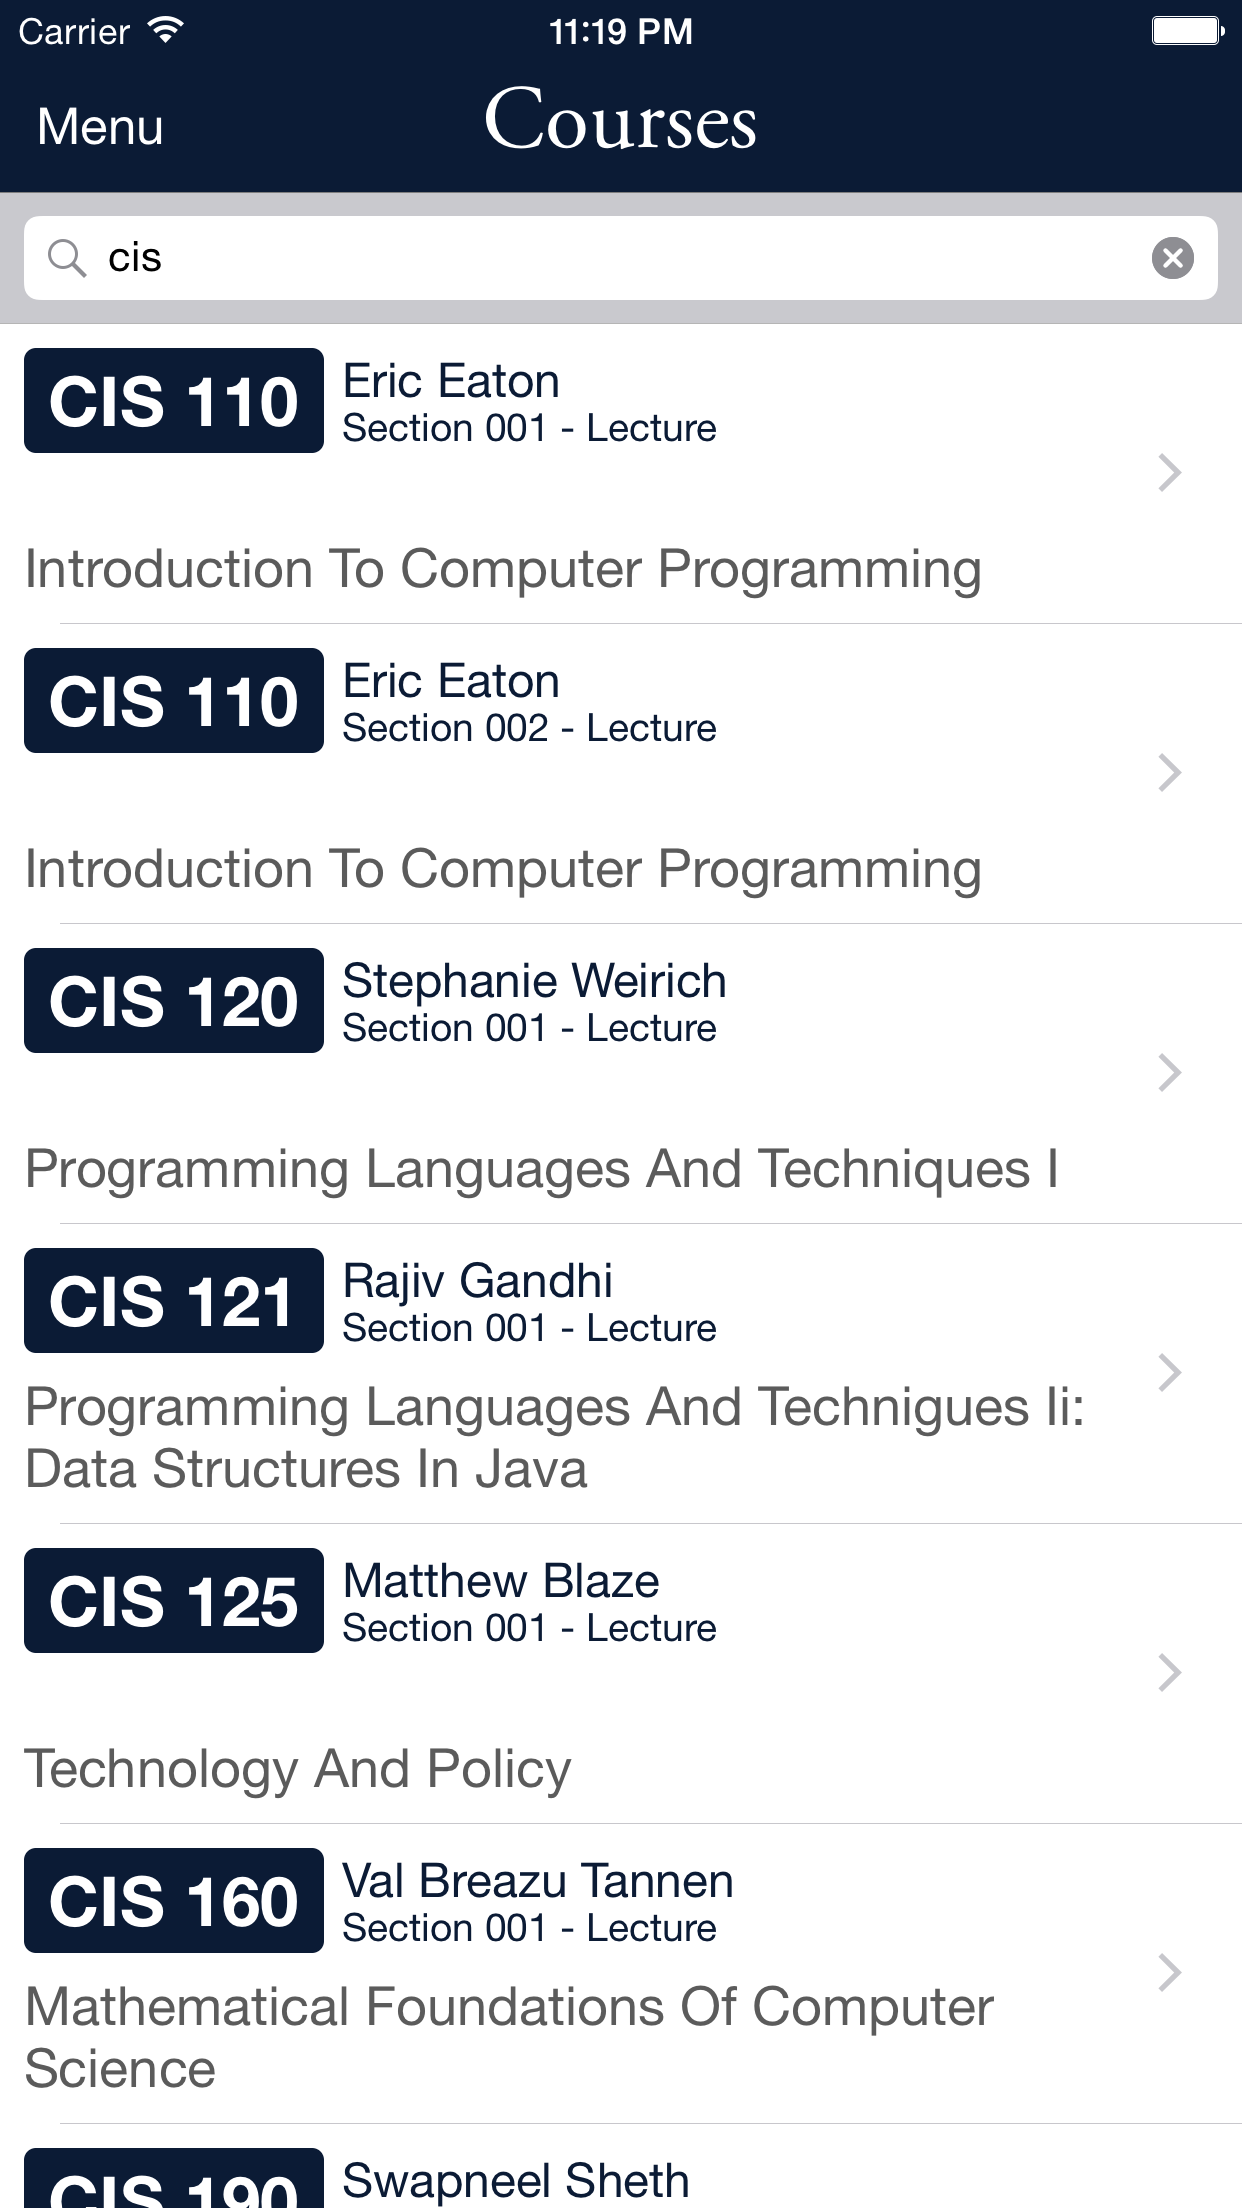 Carrier 11:19 PM
Menu Courses
cis
CIS 110 Eric Eaton
Section 001 - Lecture
Introduction To Computer Programming
CIS 110 Eric Eaton
Section 002 - Lecture
Introduction To Computer Programming
CIS 120 Stephanie Weirich
Section 001 - Lecture
Programming Languages And Techniques I
CIS 121 Rajiv Gandhi
Section 001 - Lecture
Programming Languages And Technigues Ii:
Data Structures In Java
CIS 125 Matthew Blaze
Section 001 - Lecture
Technology And Policy
CIS 160 Val Breazu Tannen
Section 001 - Lecture
Mathematical Foundations Of Computer
Science
CIS 190 Swapneel Sheth